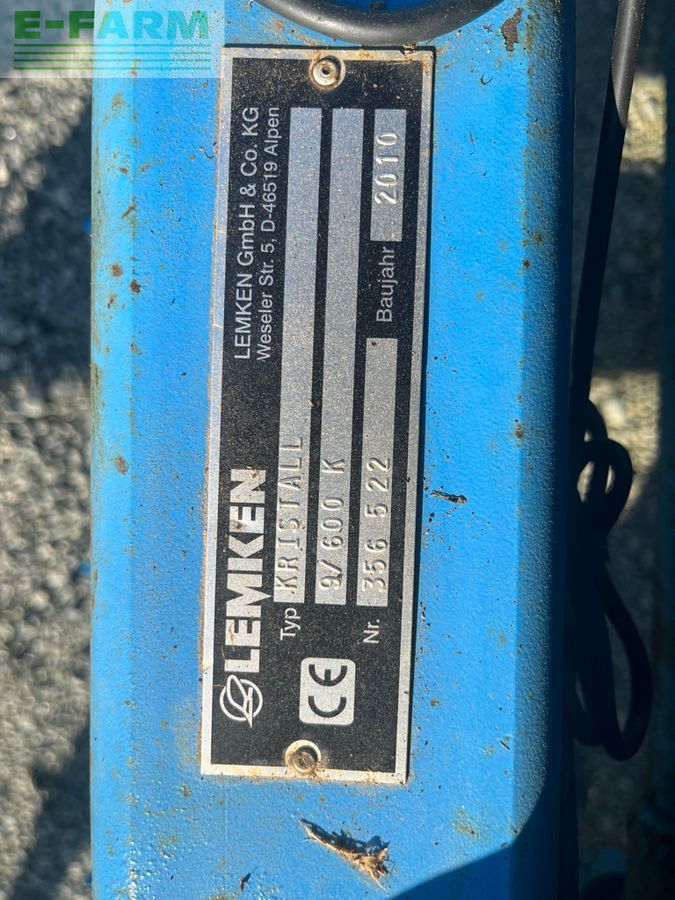 E-FARM
LEMKEN
LEMKEN GmbH & Co. KG
Weseler Str. 5, D-46519 Alpen
Typ KRISTALL
9/600 K
Nr. 356 522 Baujahr 2010
CE